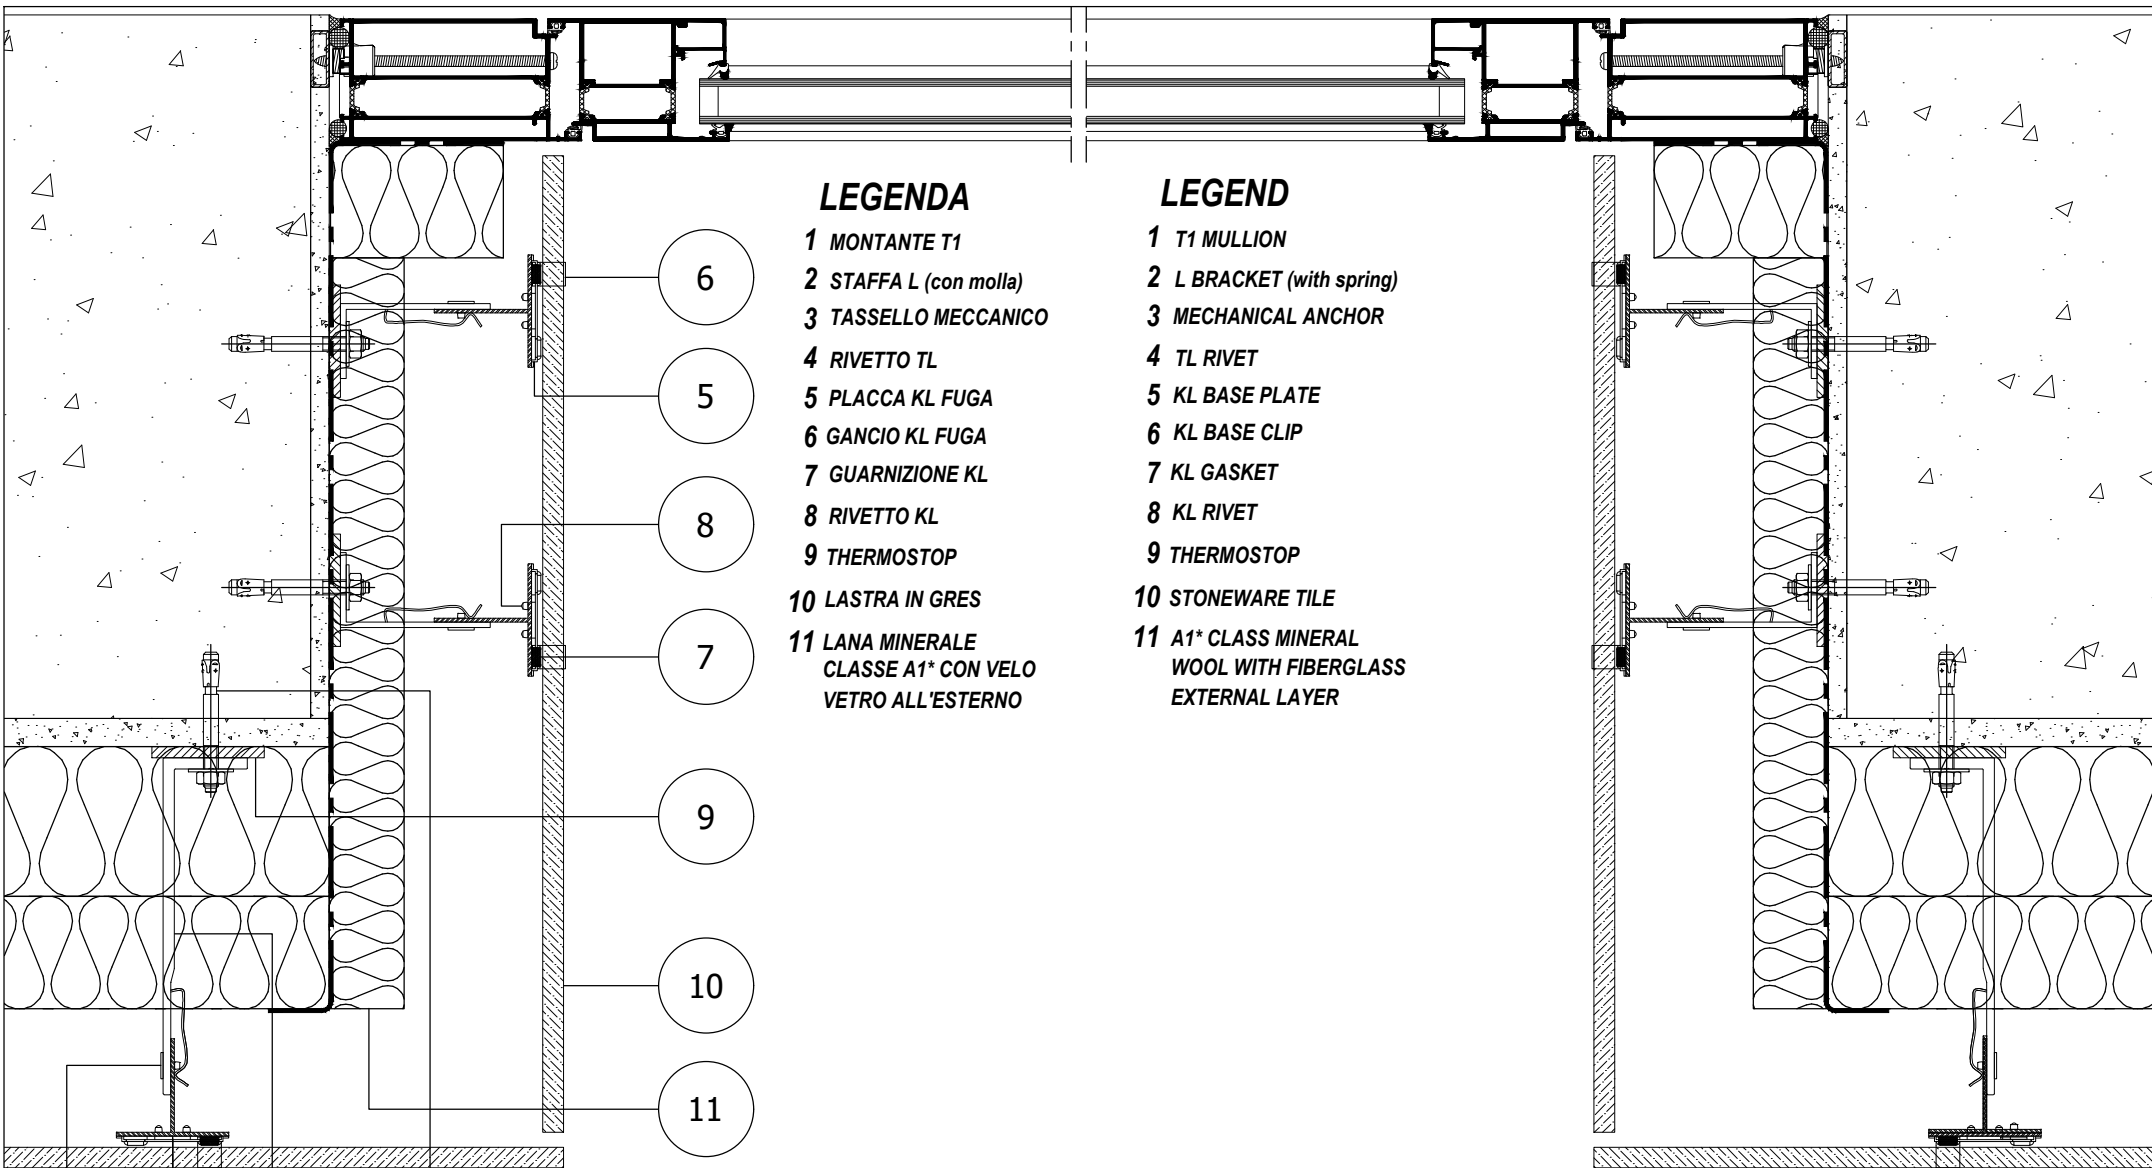 LEGENDA
1 MONTANTE T1
2 STAFFA L (con molla)
3 TASSELLO MECCANICO
4 RIVETTO TL
5 PLACCA KL FUGA
6 GANCIO KL FUGA
7 GUARNIZIONE KL
8 RIVETTO KL
9 THERMOSTOP
10 LASTRA IN GRES
11 LANA MINERALE
CLASSE A1* CON VELO
VETRO ALL'ESTERNO
LEGEND
1 T1 MULLION
2 L BRACKET (with spring)
3 MECHANICAL ANCHOR
4 TL RIVET
5 KL BASE PLATE
6 KL BASE CLIP
7 KL GASKET
8 KL RIVET
9 THERMOSTOP
10 STONEWARE TILE
11 A1* CLASS MINERAL
WOOL WITH FIBERGLASS
EXTERNAL LAYER
6
5
8
7
9
10
11